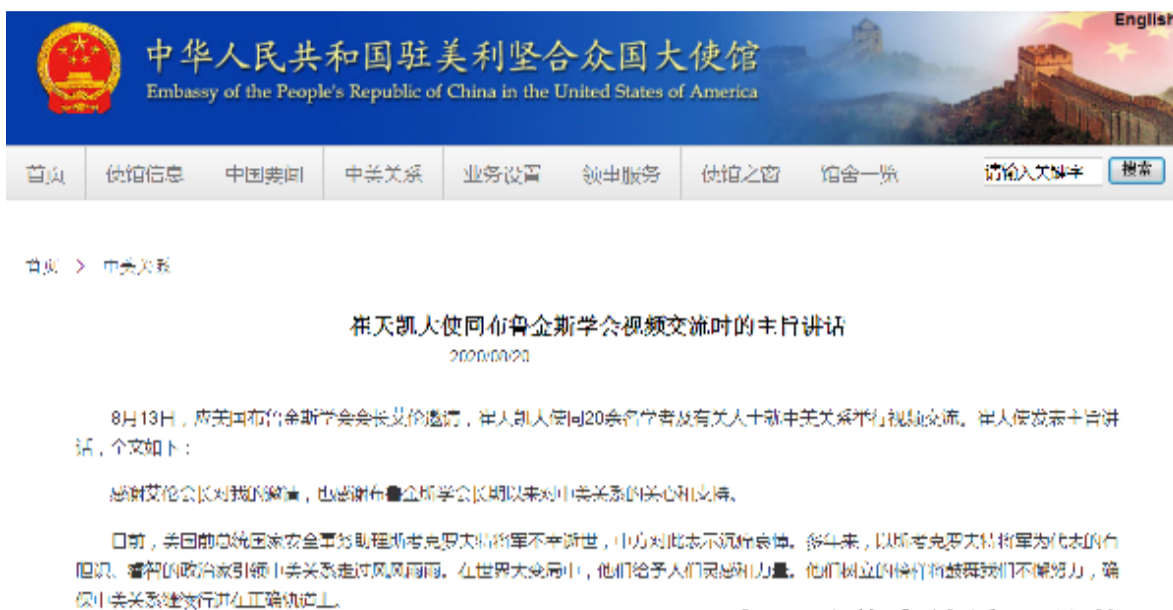 English
中华人民共和国驻美利坚合众国大使馆
Embassy of the People's Republic of China in the United States of America
首页 使馆信息 中国要闻 中美关系 业务设置 领事服务 使馆之窗 馆舍一览 请输入关键字 搜索
首页 > 中美关系
崔天凯大使同布鲁金斯学会视频交流时的主旨讲话
2020/08/20
8月13日，应美国布鲁金斯学会会长艾伦邀请，崔天凯大使同20余名学者及有关人士就中美关系举行视频交流。崔大使发表主旨讲
话，全文如下：
感谢艾伦会长对我的邀请，也感谢布鲁金斯学会长期以来对中美关系的关心和支持。
日前，美国前总统国家安全事务助理斯考克罗夫特将军不幸逝世，中方对此表示沉痛哀悼。多年来，以斯考克罗夫特将军为代表的有
胆识、睿智的政治家引领中美关系走过风风雨雨。在世界大变局中，他们给予人们灵感和力量。他们树立的榜样将鼓舞我们不懈努力，确
保中美关系继续行进在正确轨道上。